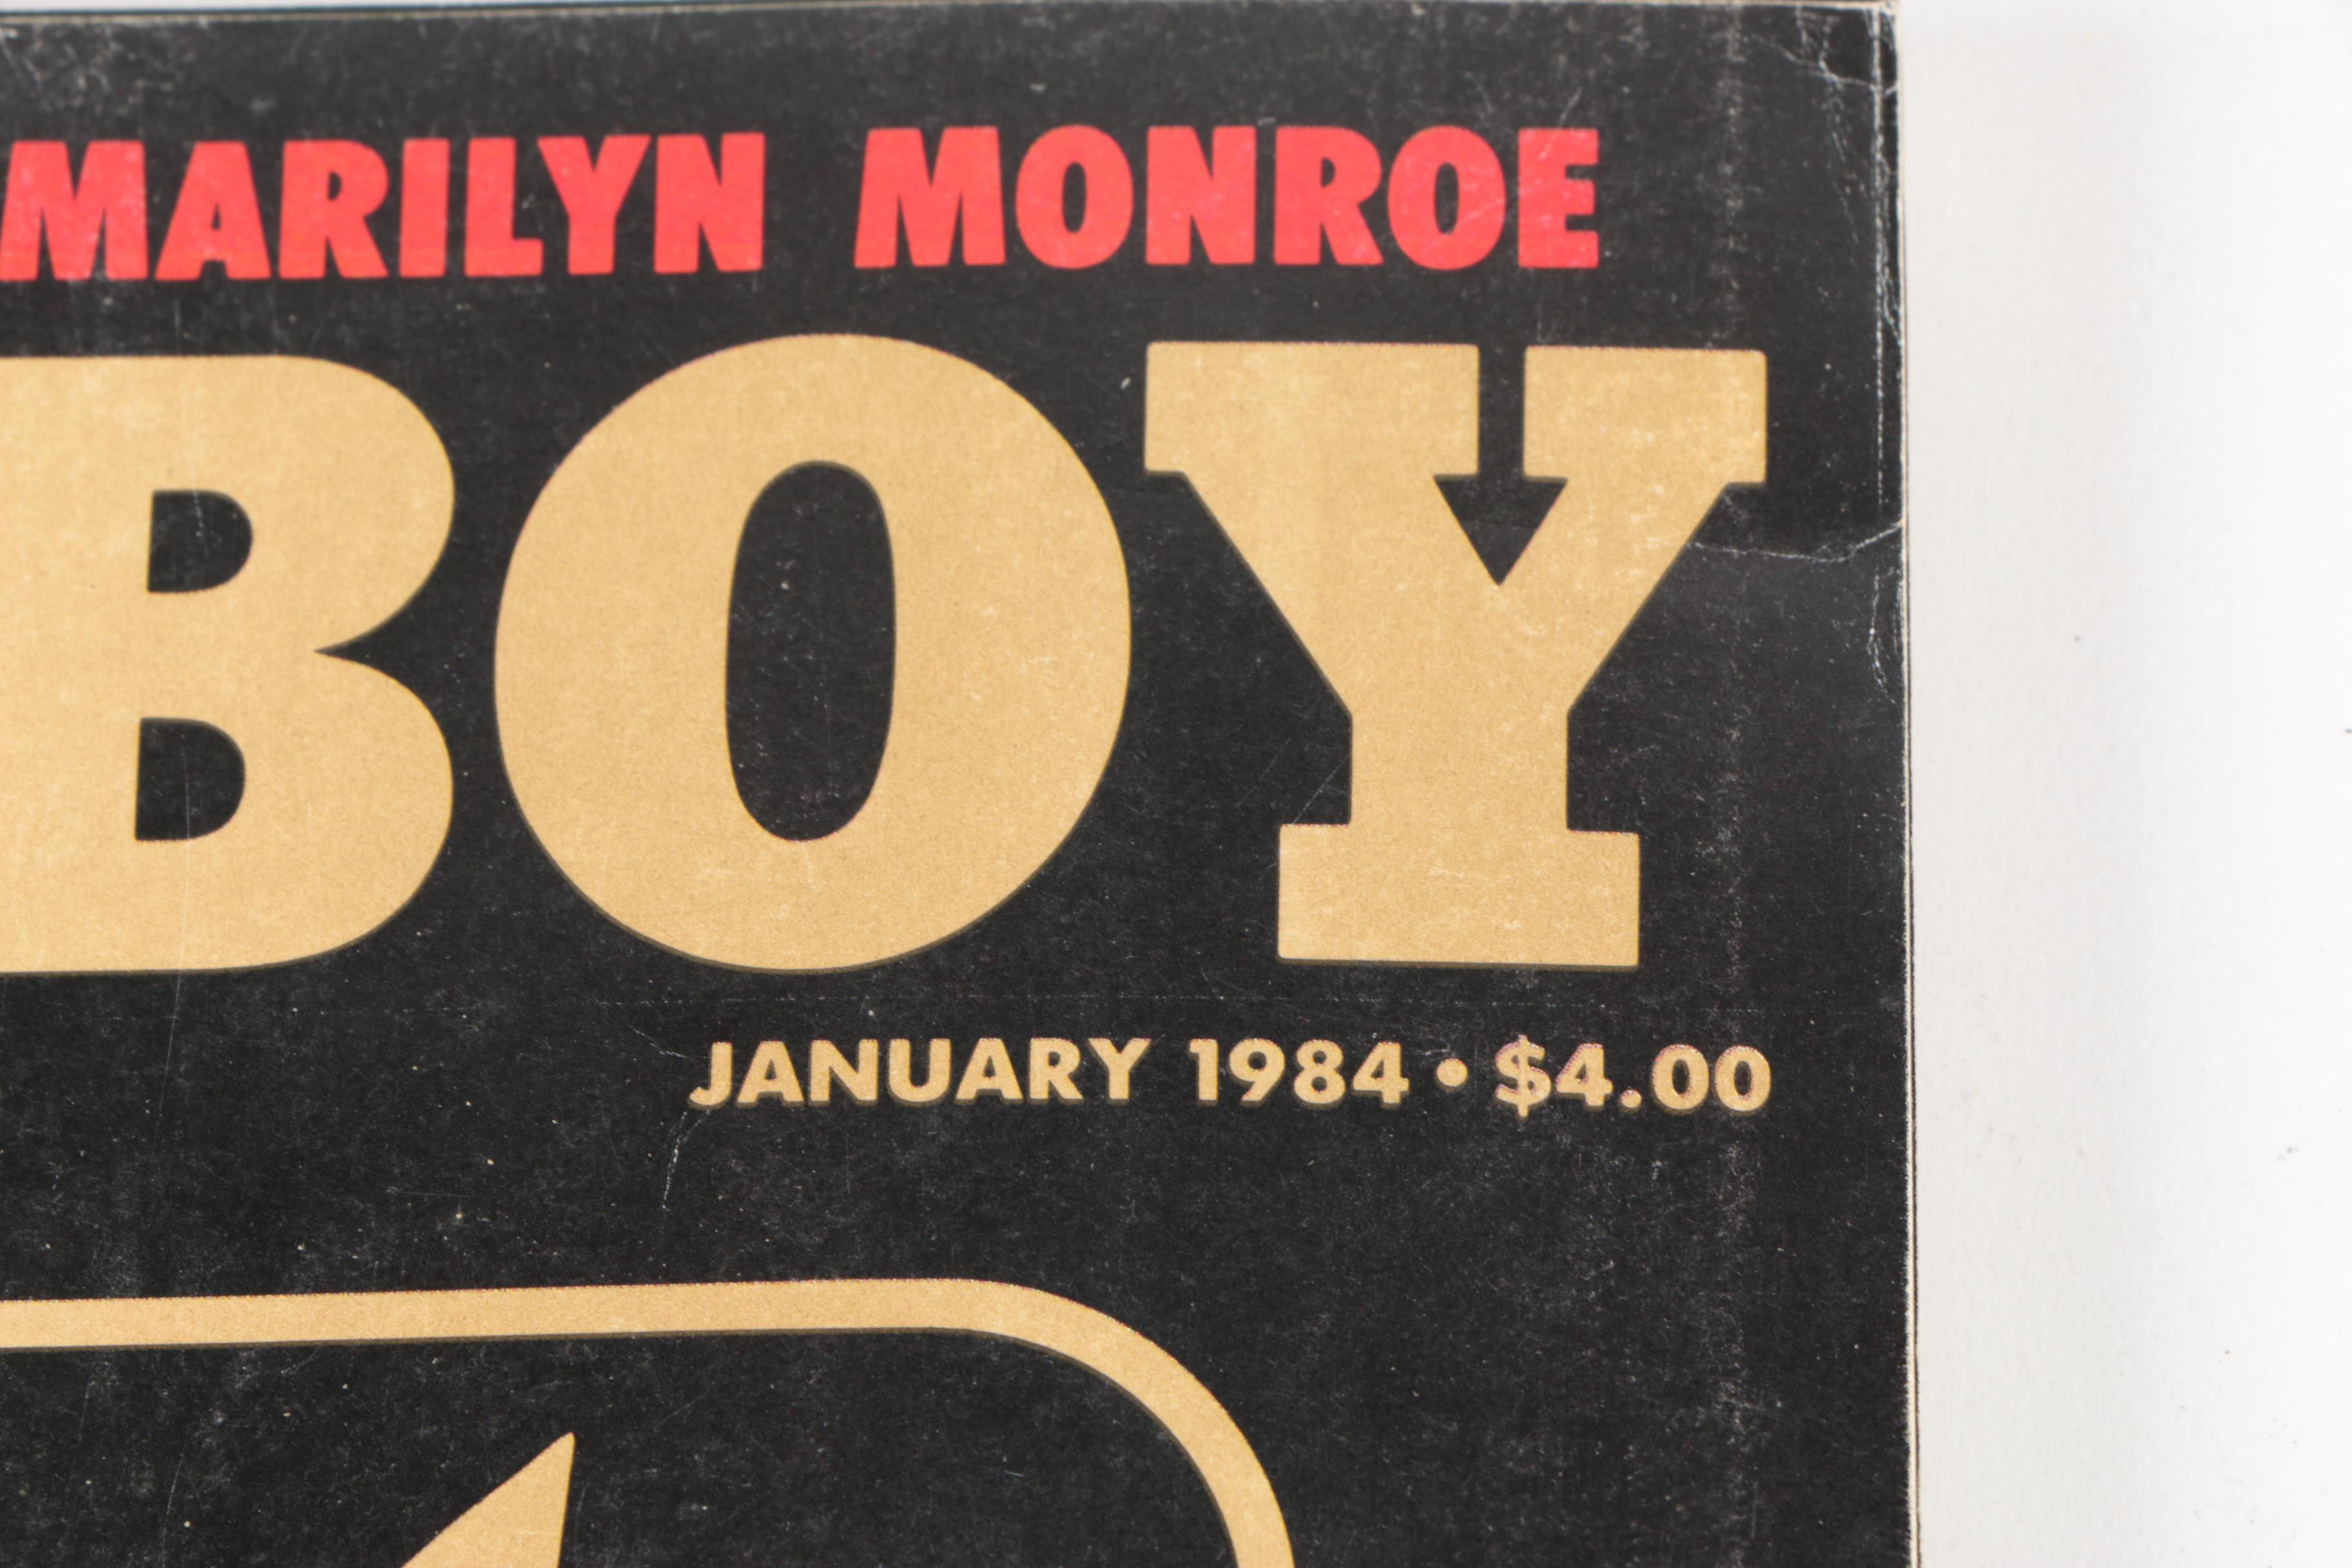 MARILYN MONROE
BOY
JANUARY 1984 • $4.00